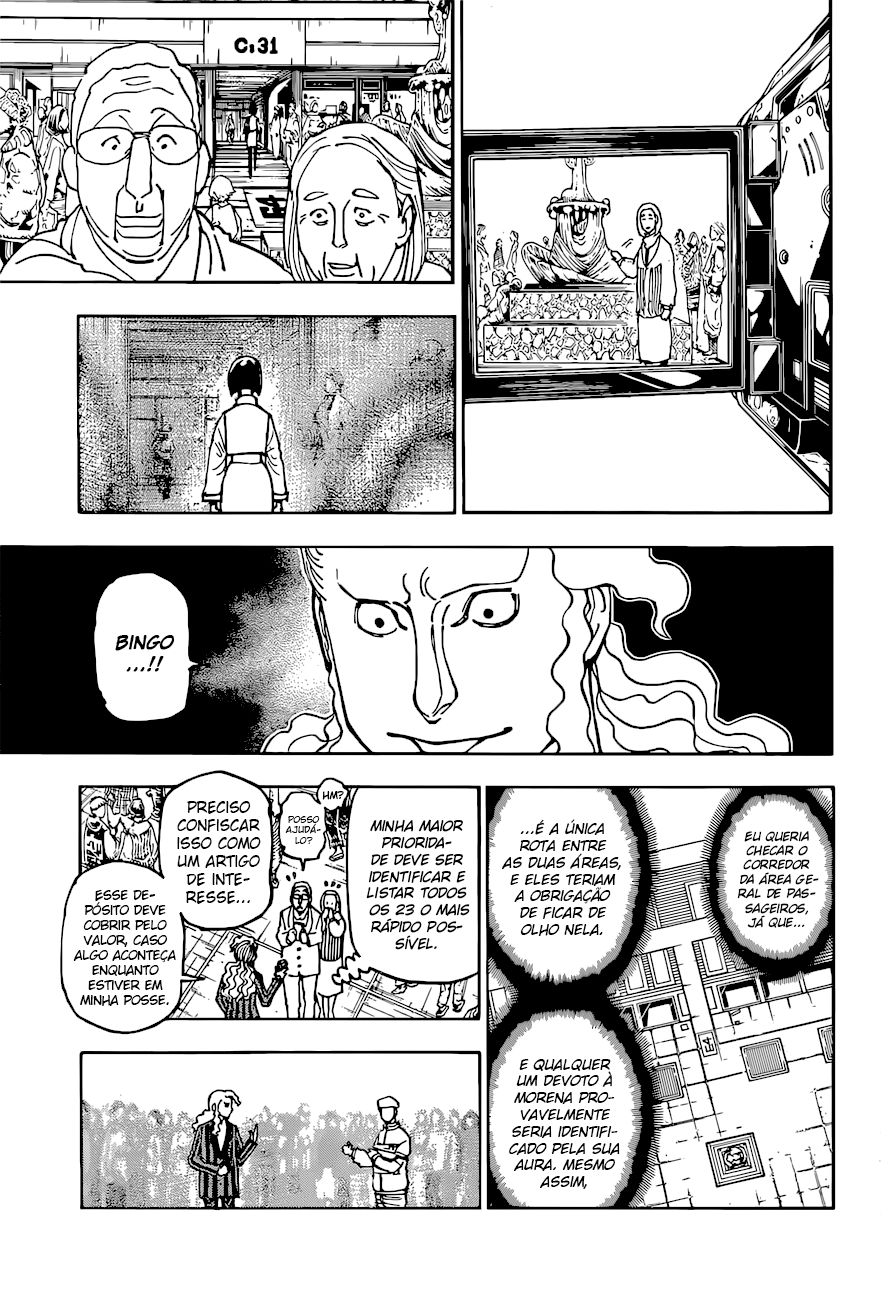 C:31
BINGO
...!!
EU QUERIA
CHECAR O
CORREDOR
DA ÁREA GE-
RAL DE PAS-
SAGEIROS,
JÁ QUE...
...É A ÚNICA
ROTA ENTRE
AS DUAS ÁREAS,
E ELES TERIAM
A OBRIGAÇÃO
DE FICAR DE
OLHO NELA.
E QUALQUER
UM DEVOTO À
MORENA PRO-
VAVELMENTE
SERIA IDENTIFI-
CADO PELA SUA
AURA. MESMO
ASSIM,
E4
MINHA MAIOR
PRIORIDA-
DE DEVE SER
IDENTIFICAR E
LISTAR TODOS
OS 23 O MAIS
RÁPIDO POS-
SÍVEL.
HM?
POSSO
AJUDÁ-
LO?
PRECISO
CONFISCAR
ISSO COMO
UM ARTIGO
DE INTE-
RESSE...
ESSE DE-
PÓSITO DEVE
COBRIR PELO
VALOR, CASO
ALGO ACONTEÇA
ENQUANTO
ESTIVER EM
MINHA POSSE.